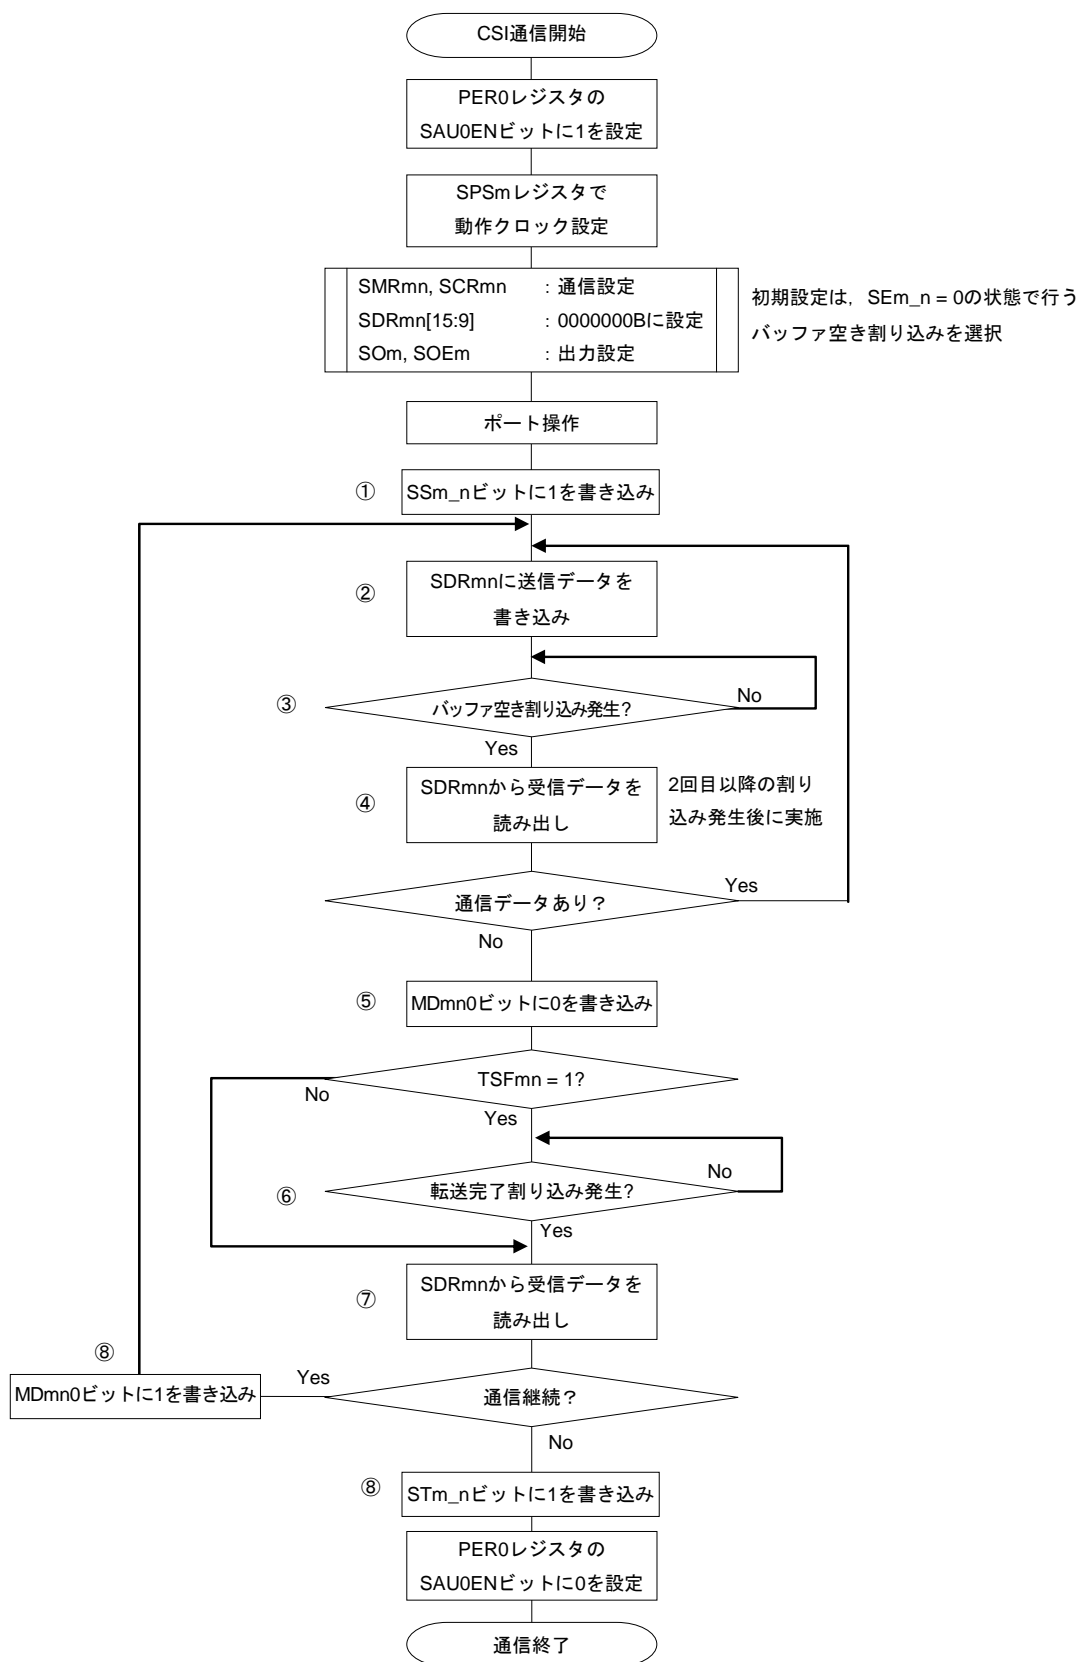 CSI通信開始
PER0レジスタの
SAU0ENビットに1を設定
SPSmレジスタで
動作クロック設定
SMRmn, SCRmn : 通信設定
SDRmn[15:9] : 0000000Bに設定
SOm, SOEm : 出力設定
初期設定は，SEm_n = 0の状態で行う
バッファ空き割り込みを選択
ポート操作
① SSm_nビットに1を書き込み
② SDRmnに送信データを
書き込み
③ バッファ空き割り込み発生？ No
Yes
④ SDRmnから受信データを
読み出し
2回目以降の割り
込み発生後に実施
通信データあり？ Yes
No
⑤ MDmn0ビットに0を書き込み
TSFmn = 1?
No
Yes
⑥ 転送完了割り込み発生? No
Yes
⑦ SDRmnから受信データを
読み出し
⑧ MDmn0ビットに1を書き込み
Yes 通信継続？
No
⑧ STm_nビットに1を書き込み
PER0レジスタの
SAU0ENビットに0を設定
通信終了